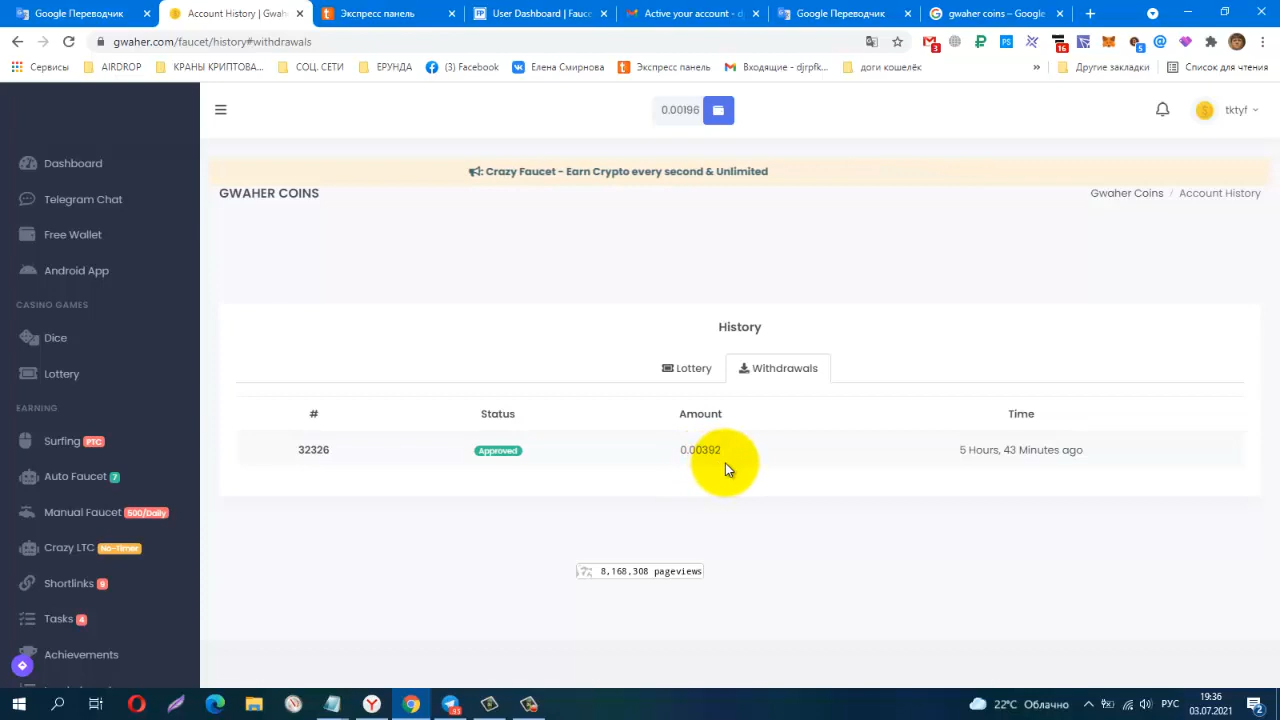 Google Переводчик
Account History | Gwah
Экспресс панель
User Dashboard | Fauce
Active your account - d
Google Переводчик
gwaher coins – Google
gwaher.com/faucet/history#withdrawals
3
16
5
Сервисы
AIRDROP
КРАНЫ КРИПТОВА...
СОЦ. СЕТИ
ЕРУНДА
(3) Facebook
Елена Смирнова
Экспресс панель
Входящие - djrpfk...
доги кошелёк
»
Другие закладки
Список для чтения
0.00196
tktyf
Dashboard
Telegram Chat
Free Wallet
Android App
CASINO GAMES
Dice
Lottery
EARNING
Surfing PTC
Auto Faucet 7
Manual Faucet 500/Daily
Crazy LTC No-Timer
Shortlinks 9
Tasks 4
Achievements
: Crazy Faucet - Earn Crypto every second & Unlimited
GWAHER COINS
Gwaher Coins / Account History
History
Lottery
Withdrawals
# Status Amount Time
32326 Approved 0.00392 5 Hours, 43 Minutes ago
8,168,308 pageviews
93
22°C Облачно
РУС
19:36
03.07.2021
2